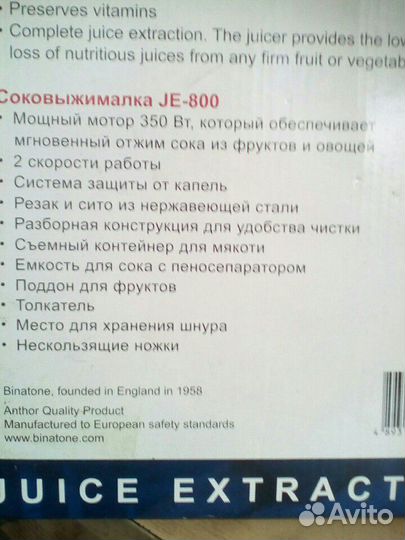 • Preserves vitamins
• Complete juice extraction. The juicer provides the
loss of nutritious juices from any firm fruit or
Соковыжималка JE-800
• Мощный мотор 350 Вт, который обеспечивает
мгновенный отжим сока из фруктов и овощей
• 2 скорости работы
• Система защиты от капель
• Резак и сито из нержавеющей стали
• Разборная конструкция для удобства чистки
• Съемный контейнер для мякоти
• Емкость для сока с пеносепаратором
• Поддон для фруктов
• Толкатель
• Место для хранения шнура
• Нескользящие ножки
Binatone, founded in England in 1958
Anthor Quality Product
Manufactured to European safety standards
www.binatone.com
JUICE EXTRACT
Avito